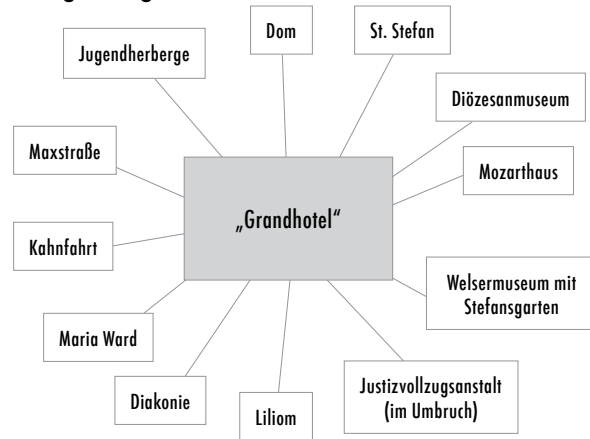 Dom
St. Stefan
Jugendherberge
Diözesanmuseum
Maxstraße
Mozarthaus
„Grandhotel“
Kahnfahrt
Welsermuseum mit
Stefansgarten
Maria Ward
Justizvollzugsanstalt
(im Umbruch)
Diakonie
Liliom